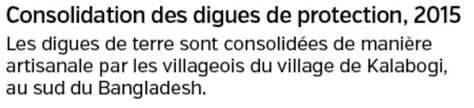 Consolidation des digues de protection, 2015
Les digues de terre sont consolidées de manière
artisanale par les villageois du village de Kalabogi,
au sud du Bangladesh.